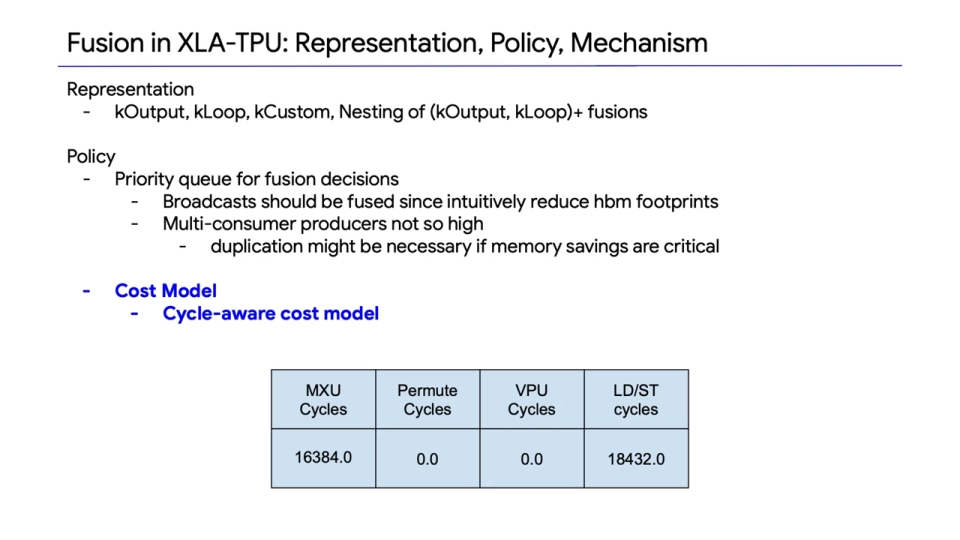 Fusion in XLA-TPU: Representation, Policy, Mechanism
Representation
- kOutput, kLoop, kCustom, Nesting of (kOutput, kLoop)+ fusions
Policy
- Priority queue for fusion decisions
- Broadcasts should be fused since intuitively reduce hbm footprints
- Multi-consumer producers not so high
- duplication might be necessary if memory savings are critical
- Cost Model
- Cycle-aware cost model
MXU Cycles
Permute Cycles
VPU Cycles
LD/ST cycles
16384.0
0.0
0.0
18432.0